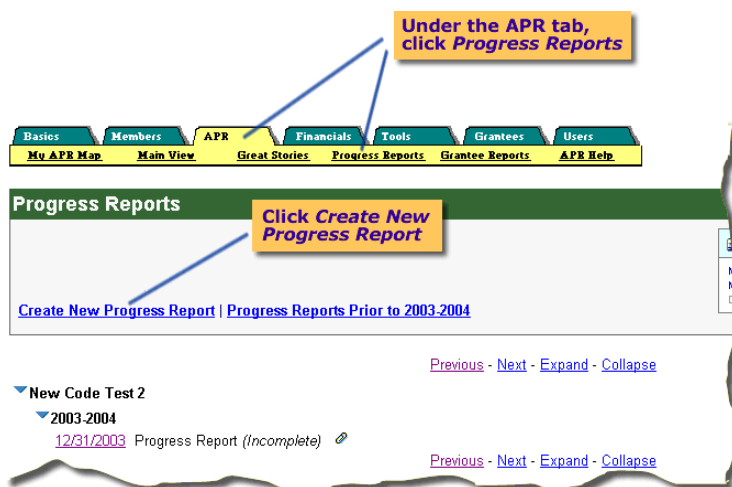 Under the APR tab,
click Progress Reports
Basics Members APR Financials Tools Grantees Users
My APR Map Main View Great Stories Progress Reports Grantee Reports APR Help
Progress Reports
Click Create New
Progress Report
Create New Progress Report | Progress Reports Prior to 2003-2004
Previous - Next - Expand - Collapse
New Code Test 2
2003-2004
12/31/2003 Progress Report (Incomplete)
Previous - Next - Expand - Collapse